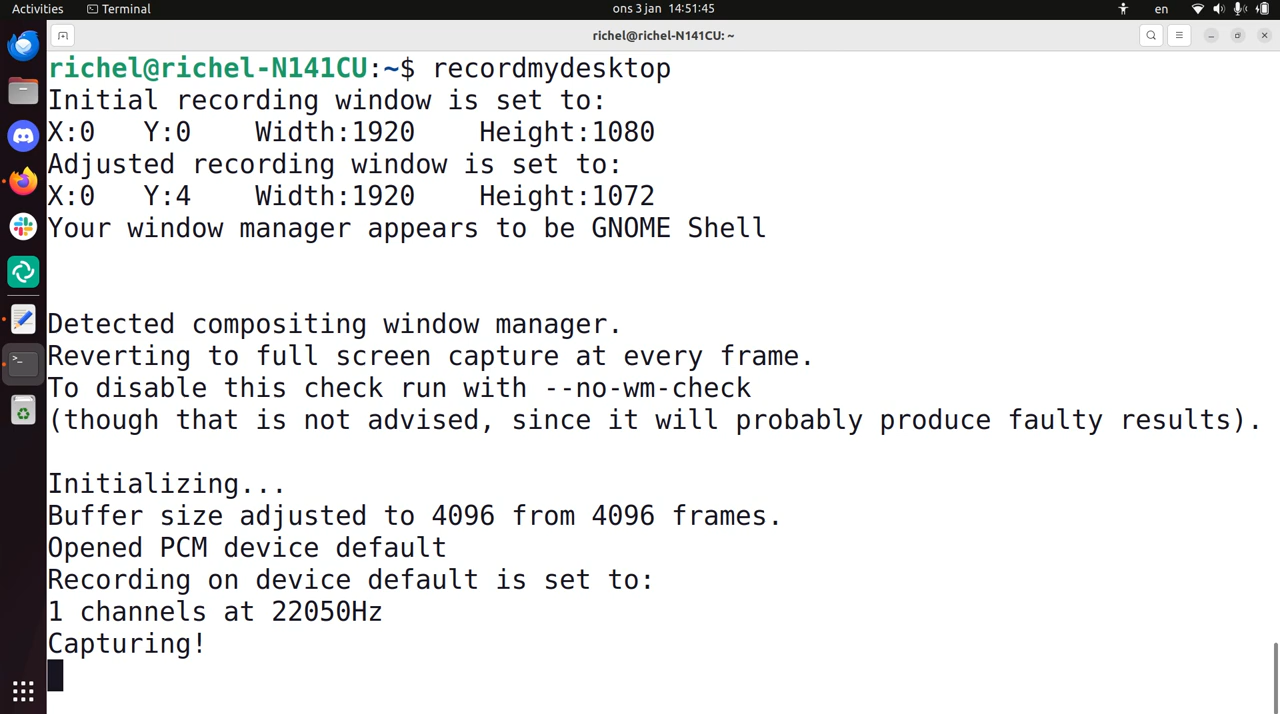 Activities Terminal ons 3 jan 14:51:45 en
richel@richel-N141CU: ~
richel@richel-N141CU:~$ recordmydesktop
Initial recording window is set to:
X:0   Y:0    Width:1920    Height:1080
Adjusted recording window is set to:
X:0   Y:4    Width:1920    Height:1072
Your window manager appears to be GNOME Shell
Detected compositing window manager.
Reverting to full screen capture at every frame.
To disable this check run with --no-wm-check
(though that is not advised, since it will probably produce faulty results).
Initializing...
Buffer size adjusted to 4096 from 4096 frames.
Opened PCM device default
Recording on device default is set to:
1 channels at 22050Hz
Capturing!